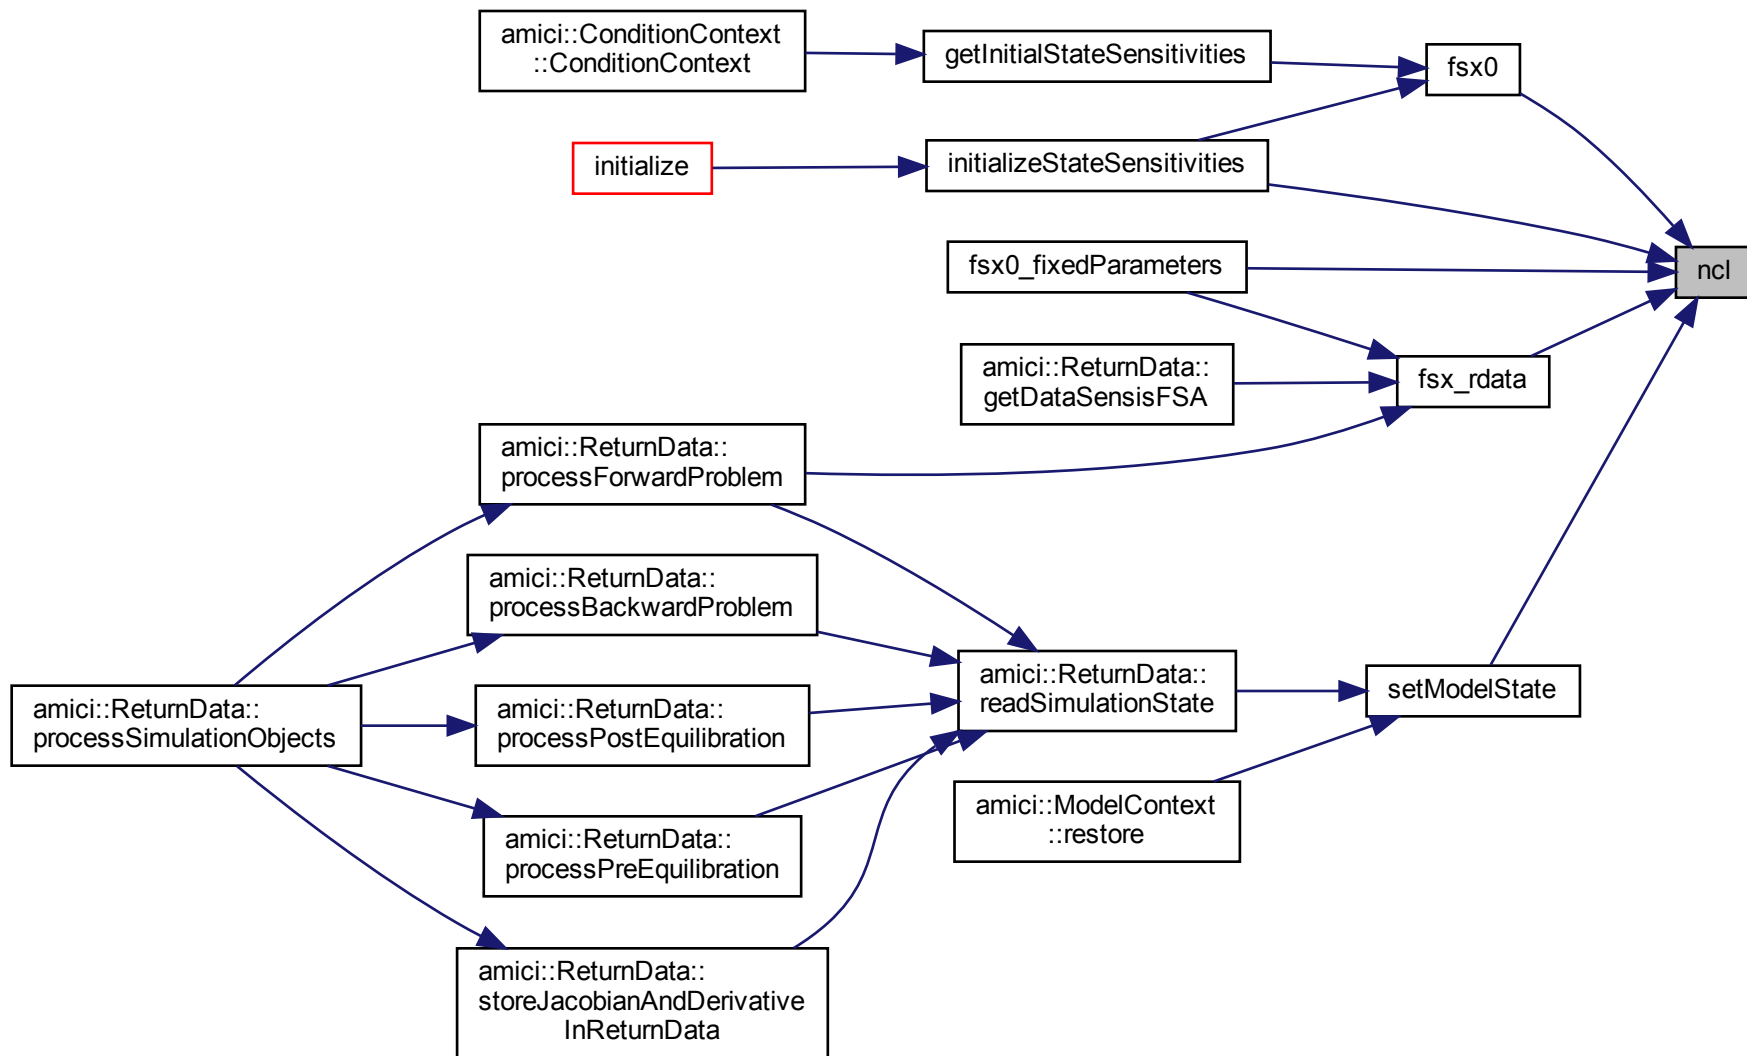 amici::ConditionContext
::ConditionContext
getInitialStateSensitivities
fsx0
initialize
initializeStateSensitivities
fsx0_fixedParameters
ncl
amici::ReturnData::
getDataSensisFSA
fsx_rdata
amici::ReturnData::
processForwardProblem
amici::ReturnData::
processBackwardProblem
amici::ReturnData::
processSimulationObjects
amici::ReturnData::
processPostEquilibration
amici::ReturnData::
readSimulationState
setModelState
amici::ModelContext
::restore
amici::ReturnData::
processPreEquilibration
amici::ReturnData::
storeJacobianAndDerivative
InReturnData